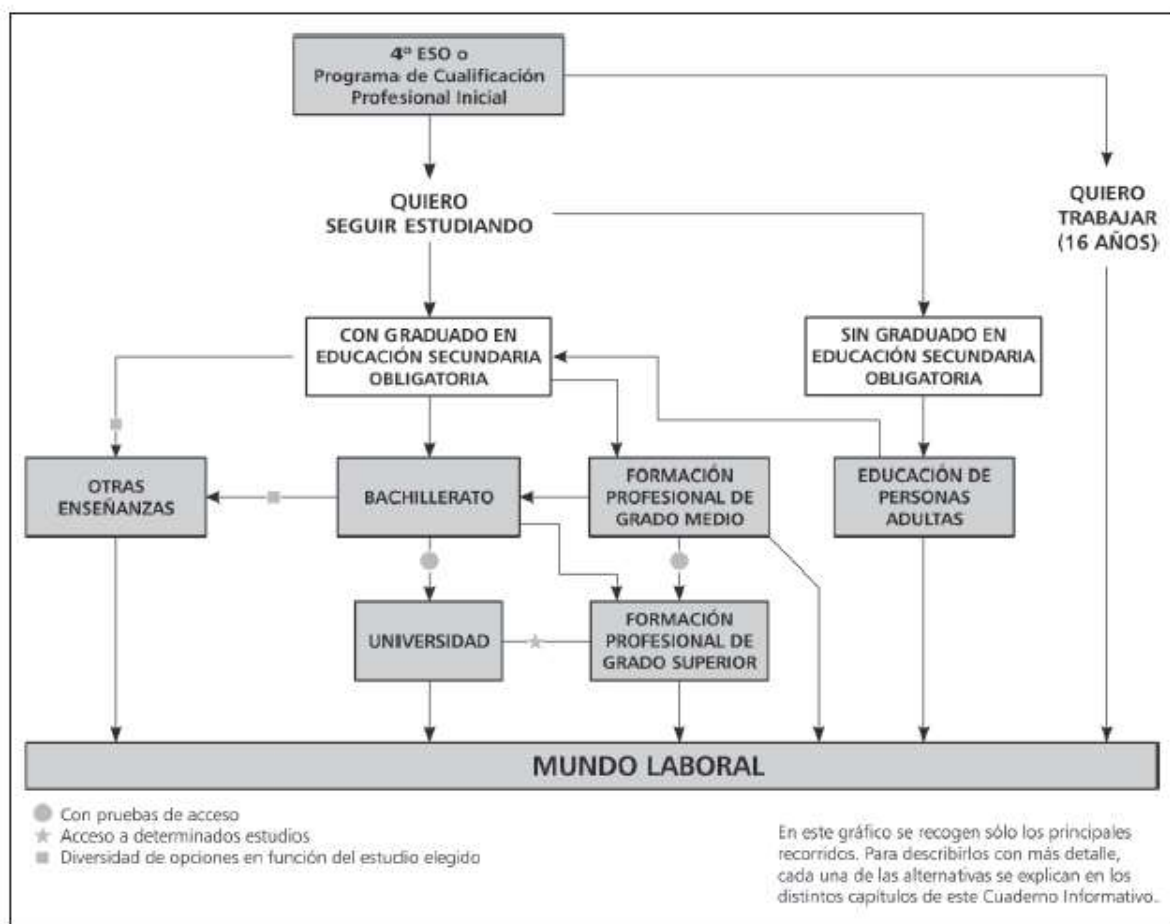 4º ESO o
Programa de Cualificación
Profesional Inicial
QUIERO
SEGUIR ESTUDIANDO
QUIERO
TRABAJAR
(16 AÑOS)
CON GRADUADO EN
EDUCACIÓN SECUNDARIA
OBLIGATORIA
SIN GRADUADO EN
EDUCACIÓN SECUNDARIA
OBLIGATORIA
OTRAS
ENSEÑANZAS
BACHILLERATO
FORMACIÓN
PROFESIONAL DE
GRADO MEDIO
EDUCACIÓN DE
PERSONAS
ADULTAS
UNIVERSIDAD
FORMACIÓN
PROFESIONAL DE
GRADO SUPERIOR
MUNDO LABORAL
Con pruebas de acceso
Acceso a determinados estudios
Diversidad de opciones en función del estudio elegido
En este gráfico se recogen sólo los principales
recorridos. Para describirlos con más detalle,
cada una de las alternativas se explican en los
distintos capítulos de este Cuaderno Informativo.